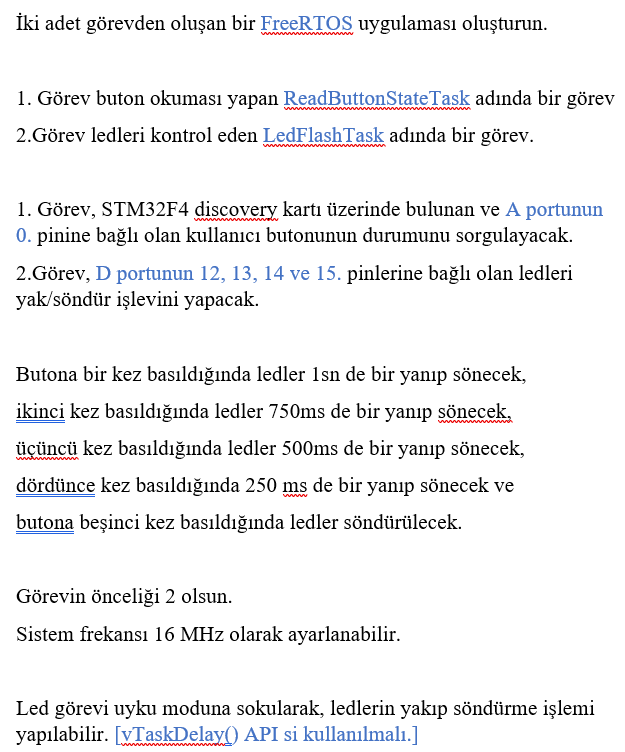 İki adet görevden oluşan bir FreeRTOS uygulaması oluşturun.
1. Görev buton okuması yapan ReadButtonStateTask adında bir görev
2.Görev ledleri kontrol eden LedFlashTask adında bir görev.
1. Görev, STM32F4 discovery kartı üzerinde bulunan ve A portunun
0. pinine bağlı olan kullanıcı butonunun durumunu sorgulayacak.
2.Görev, D portunun 12, 13, 14 ve 15. pinlerine bağlı olan ledleri
yak/söndür işlevini yapacak.
Butona bir kez basıldığında ledler 1sn de bir yanıp sönecek,
ikinci kez basıldığında ledler 750ms de bir yanıp sönecek,
üçüncü kez basıldığında ledler 500ms de bir yanıp sönecek,
dördünce kez basıldığında 250 ms de bir yanıp sönecek ve
butona beşinci kez basıldığında ledler söndürülecek.
Görevin önceliği 2 olsun.
Sistem frekansı 16 MHz olarak ayarlanabilir.
Led görevi uyku moduna sokularak, ledlerin yakıp söndürme işlemi
yapılabilir. [vTaskDelay() API si kullanılmalı.]